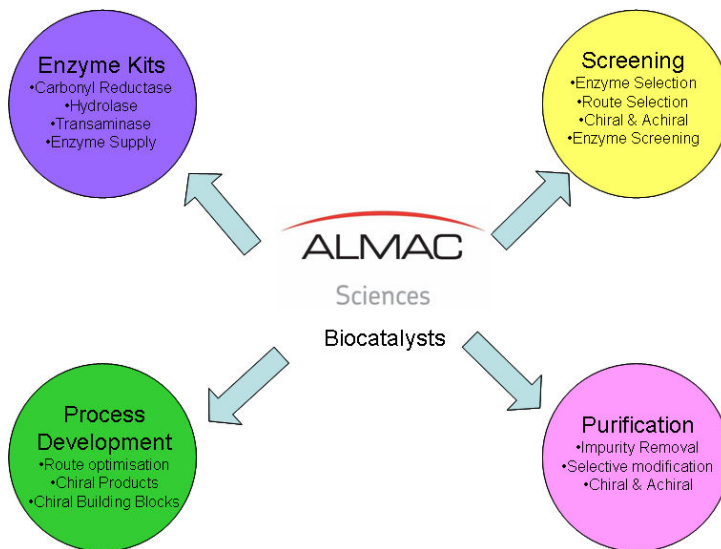 Enzyme Kits
•Carbonyl Reductase
•Hydrolase
•Transaminase
•Enzyme Supply
Screening
•Enzyme Selection
•Route Selection
•Chiral & Achiral
•Enzyme Screening
ALMAC
Sciences
Biocatalysts
Process
Development
•Route optimisation
•Chiral Products
•Chiral Building Blocks
Purification
•Impurity Removal
•Selective modification
•Chiral & Achiral